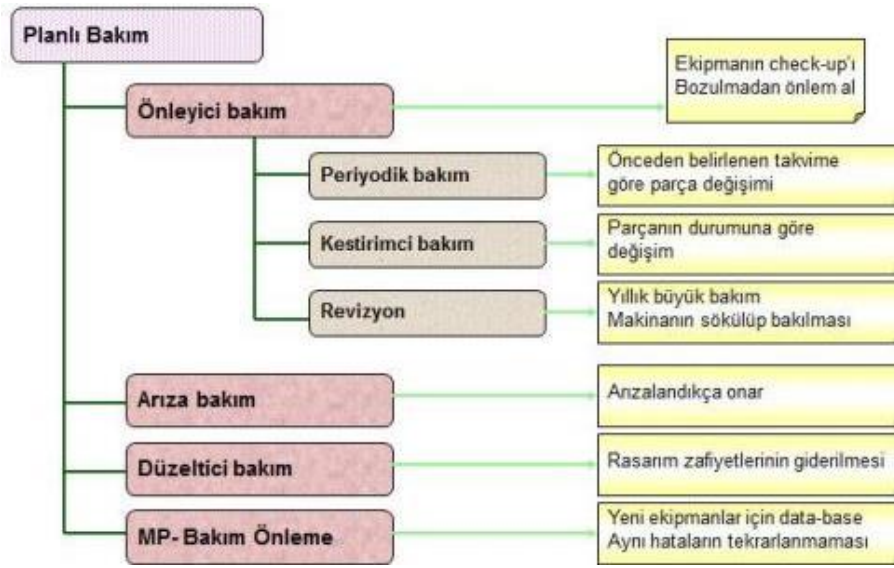 Planlı Bakım
Ekipmanın check-up'ı
Bozulmadan önlem al
Önleyici bakım
Periyodik bakım
Önceden belirlenen takvime
göre parça değişimi
Kestirimci bakım
Parçanın durumuna göre
değişim
Revizyon
Yıllık büyük bakım
Makinanın sökülüp bakılması
Arıza bakım
Arızalandıkça onar
Düzeltici bakım
Rasarım zafiyetlerinin giderilmesi
MP- Bakım Önleme
Yeni ekipmanlar için data-base
Aynı hataların tekrarlanmaması